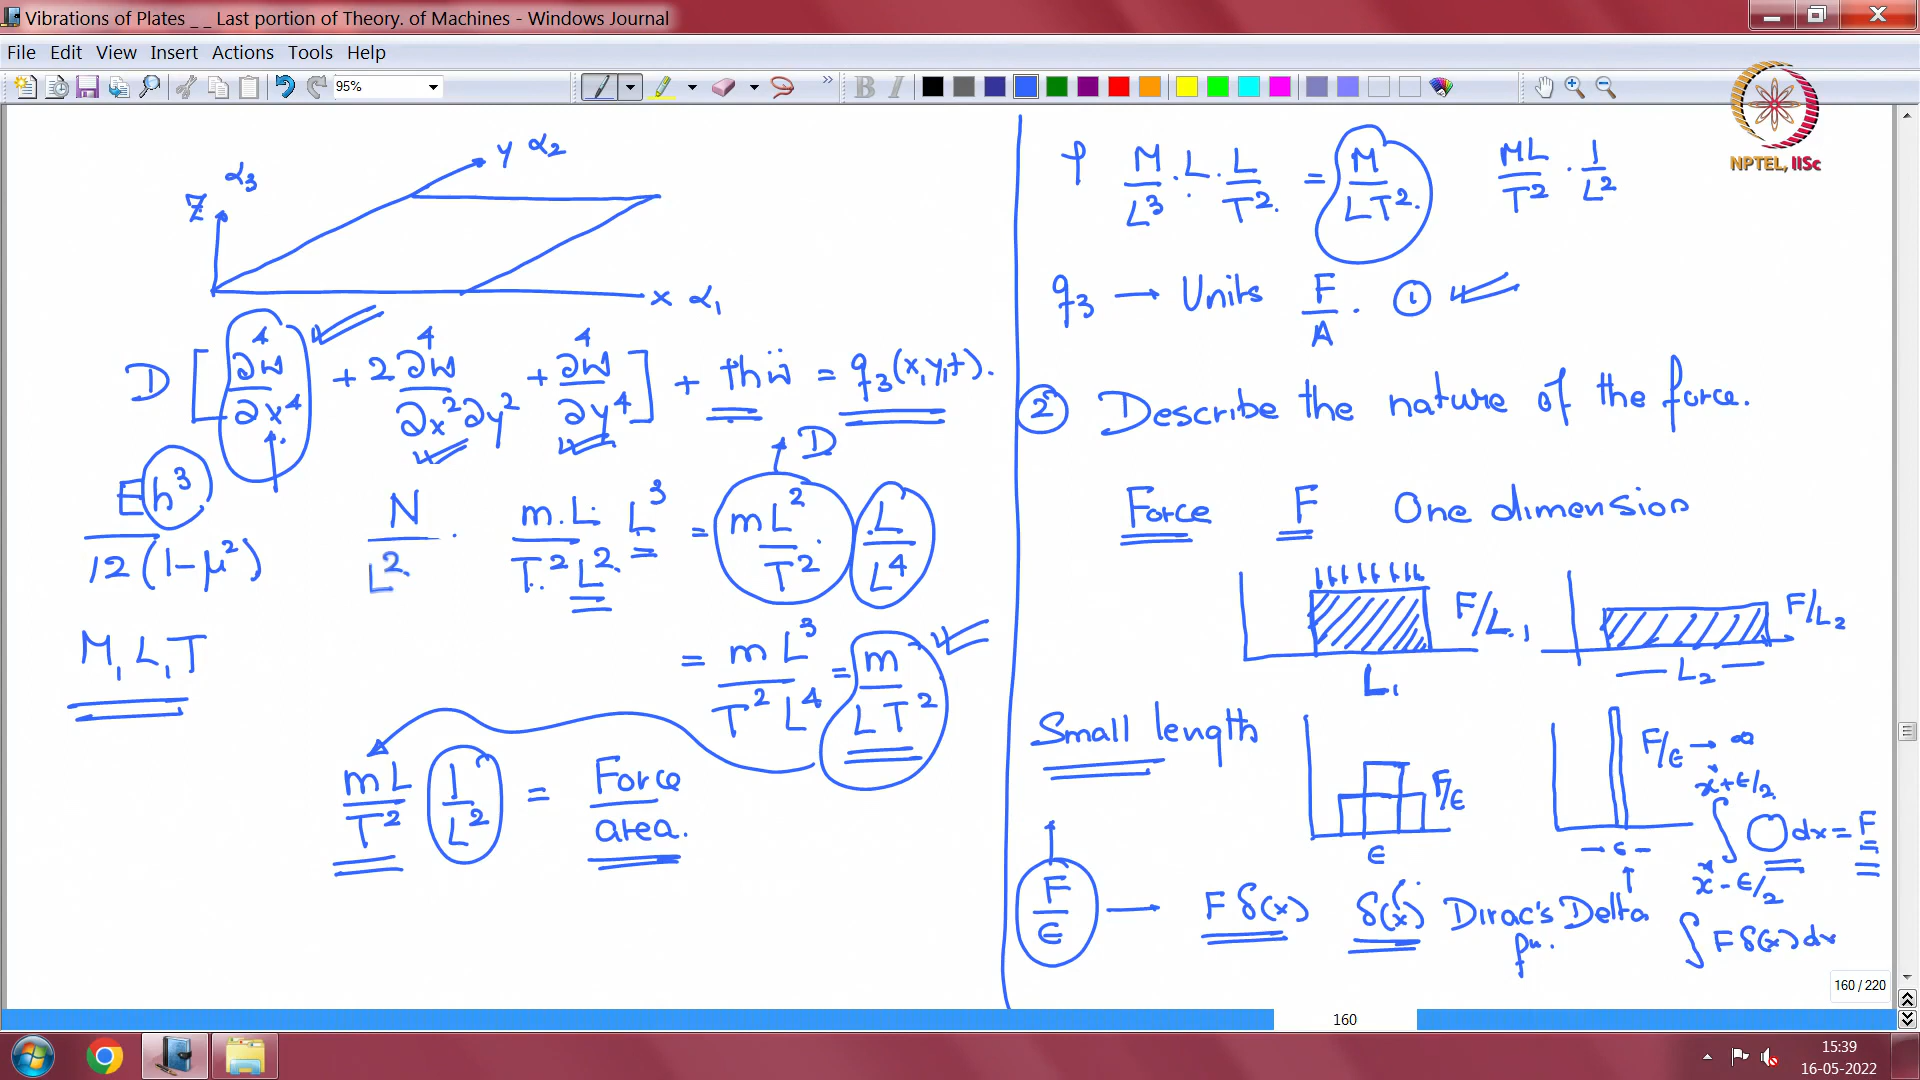 Vibrations of Plates _ _ Last portion of Theory. of Machines - Windows Journal
File Edit View Insert Actions Tools Help
95%
B I
NPTEL, IISc
Z α3
y α2
x α1
D [ ∂⁴w/∂x⁴ + 2 ∂⁴w/∂x²∂y² + ∂⁴w/∂y⁴ ] + ρhẅ = q3(x,y,t).
D
Eh³/12(1-μ²) N/L² . m.L/T²L² L³ = mL²/T² . L/L⁴
M, L, T
= mL³/T²L⁴ = m/LT²
mL/T² 1/L² = Force/area.
ρ M/L³ . L . L/T² = M/LT² ML/T² . 1/L²
q3 → Units F/A . ①
② Describe the nature of the force.
Force F One dimension
F/L1 F/L2
L1 L2
Small length
F/ε F/ε → ∞
ε ε
∫ x-ε/2 x+ε/2 dx = F
F/ε → F δ(x) δ(x) Dirac's Delta
fn.
∫ F δ(x) dx
160 / 220
160
15:39
16-05-2022